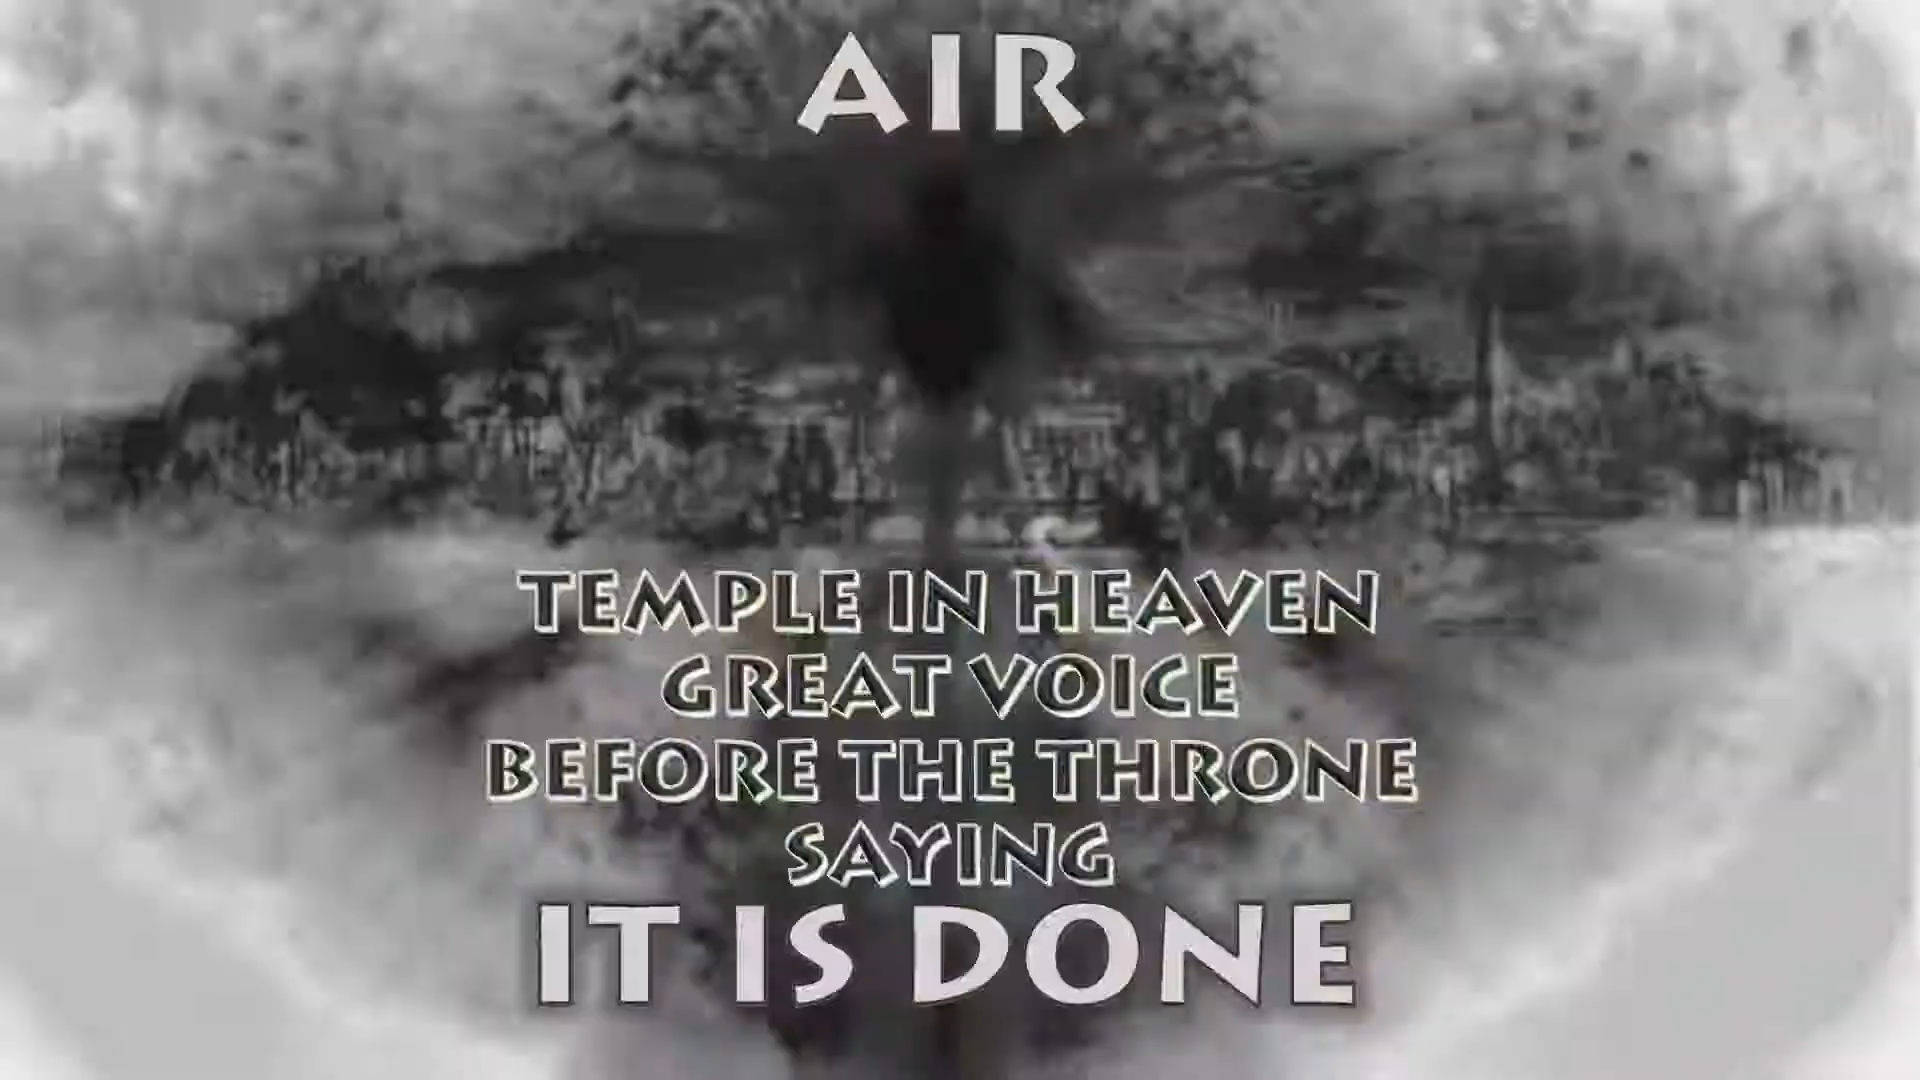 AIR
TEMPLE IN HEAVEN
GREAT VOICE
BEFORE THE THRONE
SAYING
IT IS DONE